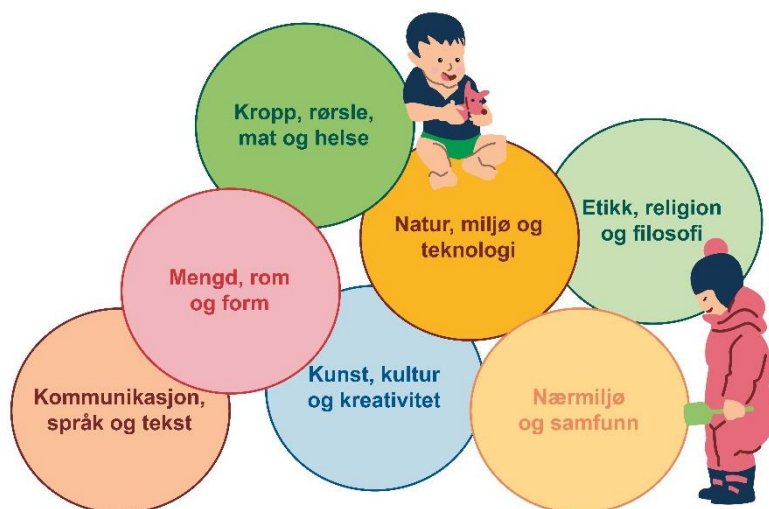 Kropp, rørsle,
mat og helse
Natur, miljø og
teknologi
Etikk, religion
og filosofi
Mengd, rom
og form
Kommunikasjon,
språk og tekst
Kunst, kultur
og kreativitet
Nærmiljø
og samfunn